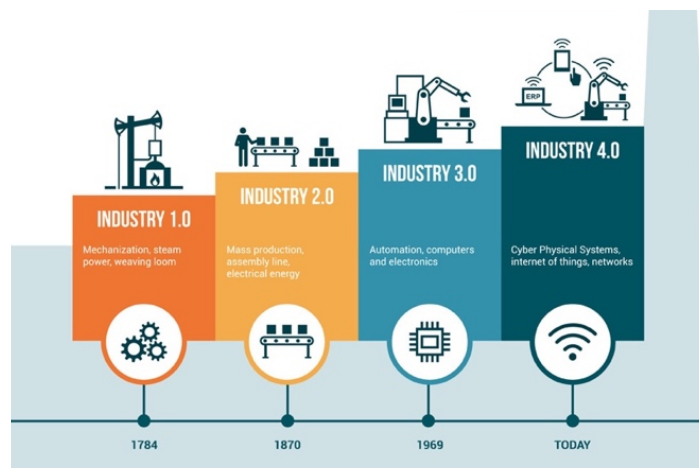 ERP
INDUSTRY 1.0
Mechanization, steam
power, weaving loom
INDUSTRY 2.0
Mass production,
assembly line,
electrical energy
INDUSTRY 3.0
Automation, computers
and electronics
INDUSTRY 4.0
Cyber Physical Systems,
internet of things, networks
1784
1870
1969
TODAY